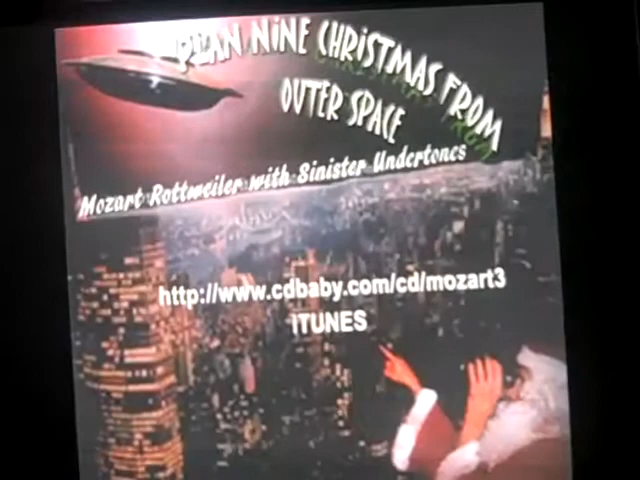 PLAN NINE CHRISTMAS FROM
OUTER SPACE
Mozart Rottweiler with Sinister Undertones
http://www.cdbaby.com/cd/mozart3
ITUNES